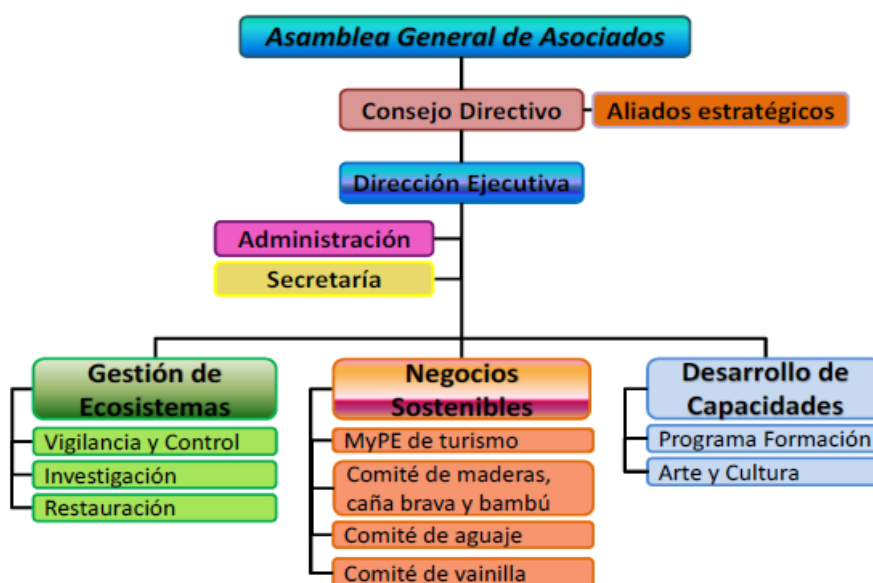 Asamblea General de Asociados
Consejo Directivo
Aliados estratégicos
Dirección Ejecutiva
Administración
Secretaría
Gestión de
Ecosistemas
Vigilancia y Control
Investigación
Restauración
Negocios
Sostenibles
MyPE de turismo
Comité de maderas,
caña brava y bambú
Comité de aguaje
Comité de vainilla
Desarrollo de
Capacidades
Programa Formación
Arte y Cultura